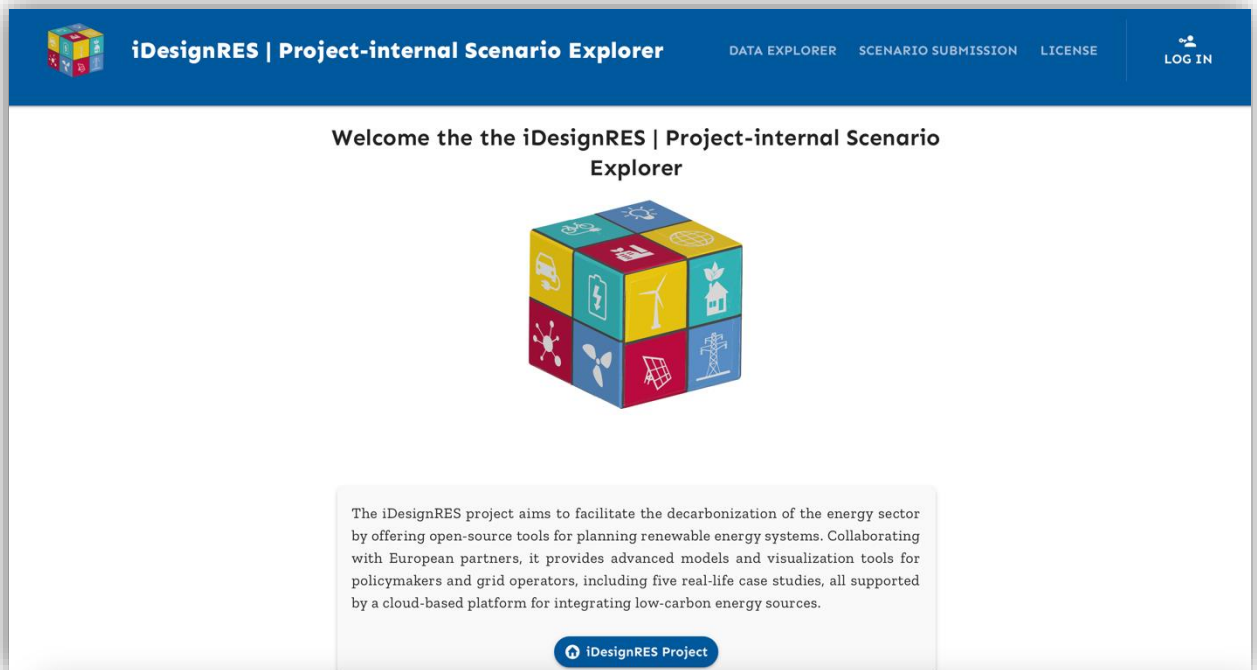 iDesignRES | Project-internal Scenario Explorer
DATA EXPLORER
SCENARIO SUBMISSION
LICENSE
LOG IN
Welcome the the iDesignRES | Project-internal Scenario
Explorer
The iDesignRES project aims to facilitate the decarbonization of the energy sector
by offering open-source tools for planning renewable energy systems. Collaborating
with European partners, it provides advanced models and visualization tools for
policymakers and grid operators, including five real-life case studies, all supported
by a cloud-based platform for integrating low-carbon energy sources.
iDesignRES Project